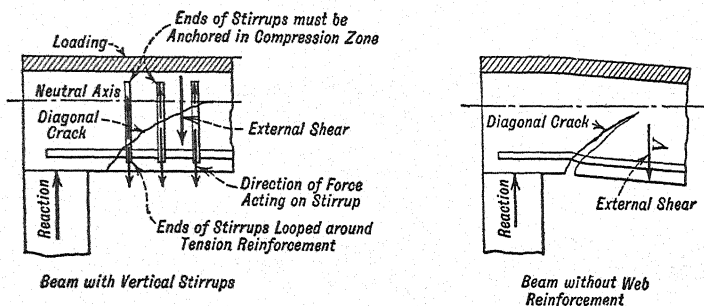 Ends of Stirrups must be
Anchored in Compression Zone
Loading
Neutral Axis
Diagonal
Crack
External Shear
Reaction
Direction of Force
Acting on Stirrup
Ends of Stirrups Looped around
Tension Reinforcement
Beam with Vertical Stirrups
Diagonal Crack
V
External Shear
Reaction
Beam without Web
Reinforcement